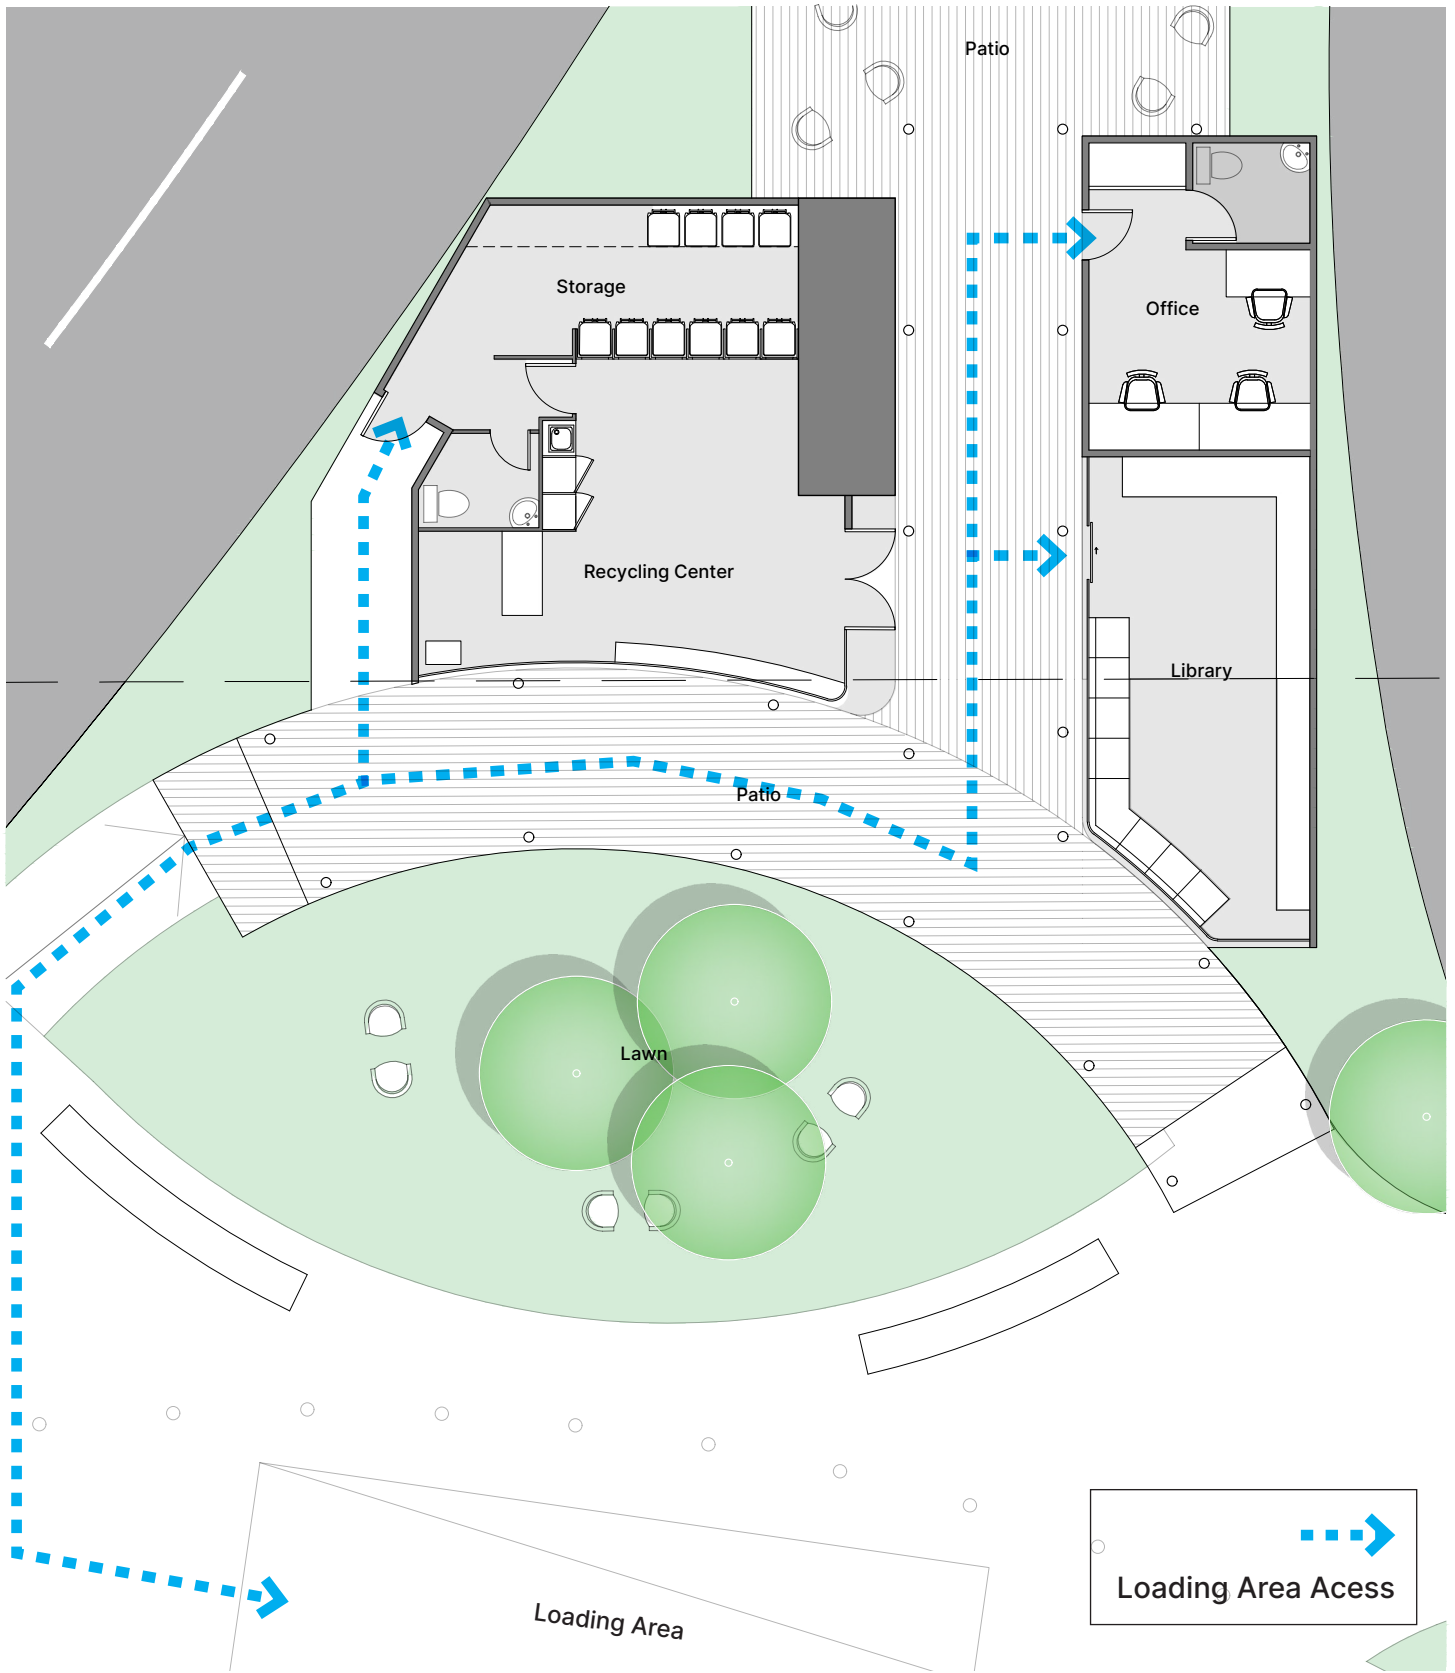 Patio
Storage
Office
Recycling Center
Library
Patio
Lawn
Loading Area Acess
Loading Area